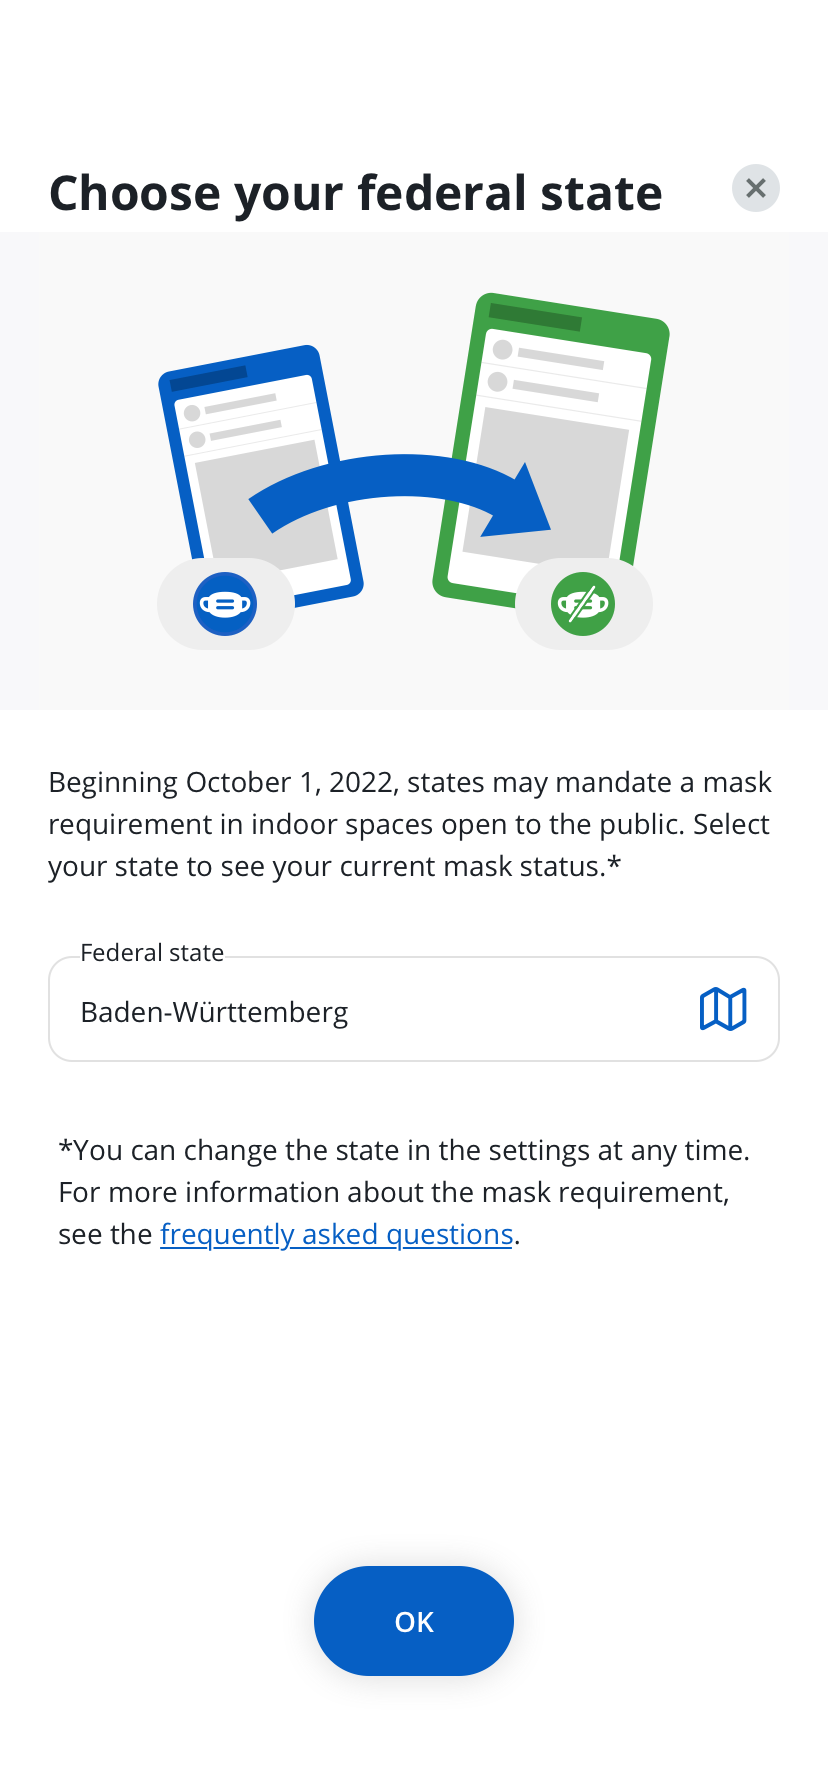 Choose your federal state
Beginning October 1, 2022, states may mandate a mask
requirement in indoor spaces open to the public. Select
your state to see your current mask status.*
Federal state
Baden-Württemberg
*You can change the state in the settings at any time.
For more information about the mask requirement,
see the frequently asked questions.
OK